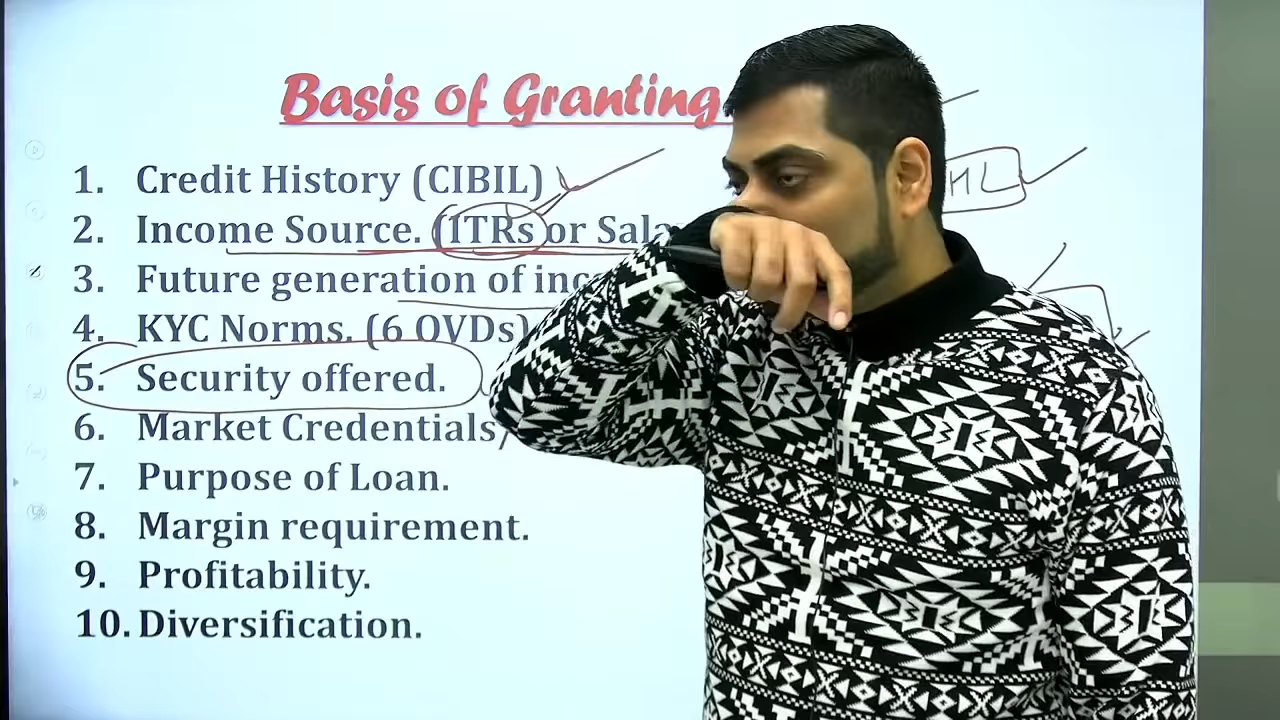 Basis of Granting
1. Credit History (CIBIL)
2. Income Source. (ITRs or
3. Future generation of
4. KYC Norms. (6 OVDs)
5. Security offered.
6. Market Credentials
7. Purpose of Loan.
8. Margin requirement.
9. Profitability.
10. Diversification.
HL